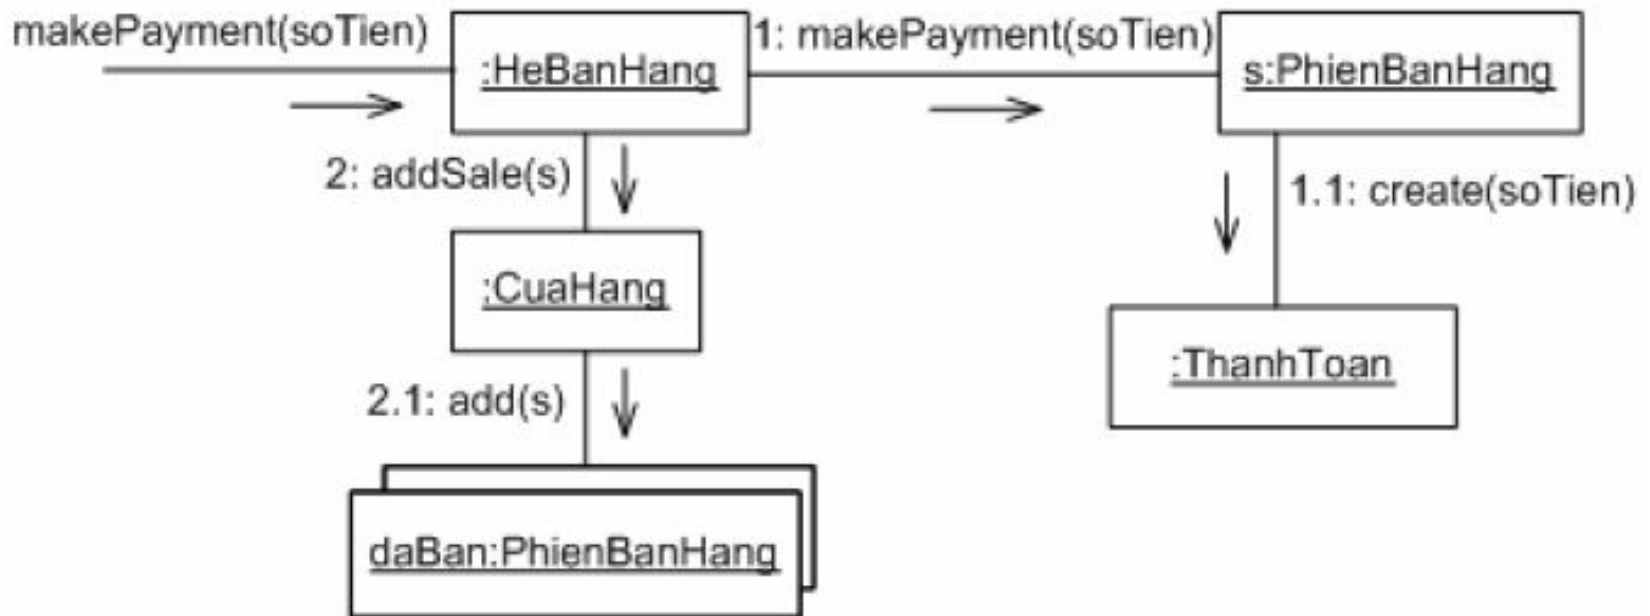 makePayment(soTien)
:HeBanHang
1: makePayment(soTien)
s:PhienBanHang
2: addSale(s)
1.1: create(soTien)
:CuaHang
:ThanhToan
2.1: add(s)
daBan:PhienBanHang